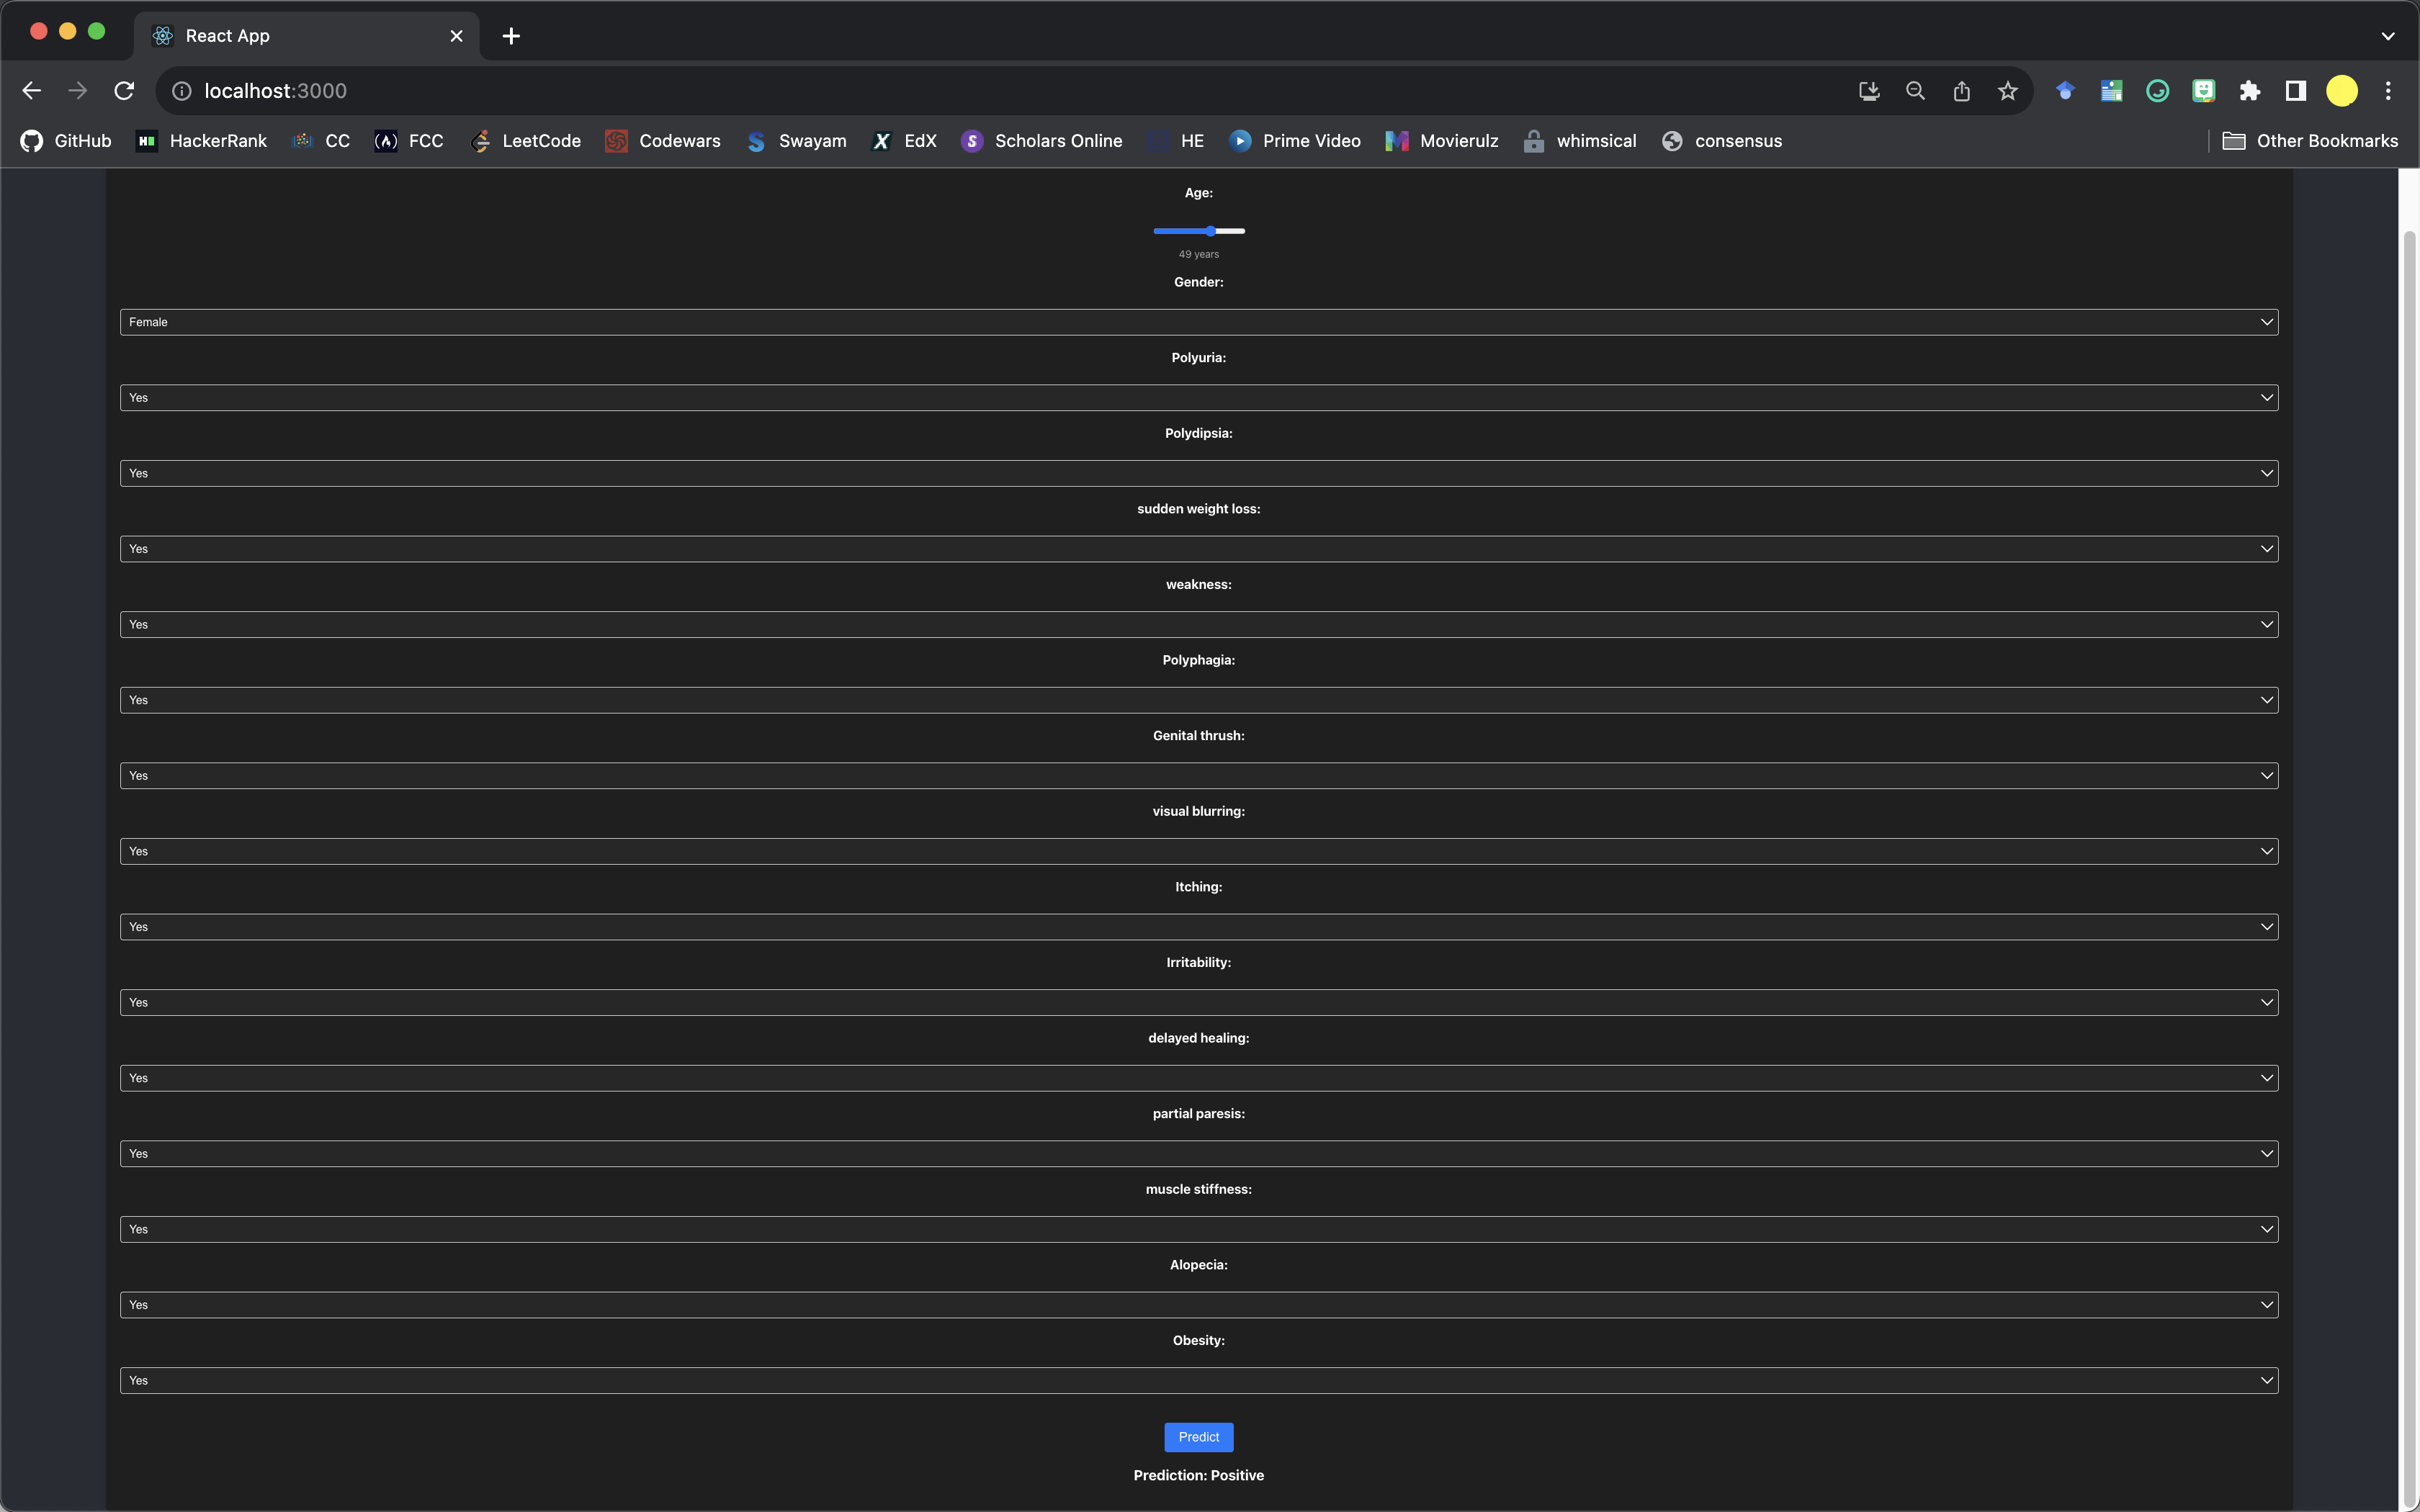 React App
localhost:3000
GitHub HackerRank CC FCC LeetCode Codewars Swayam EdX Scholars Online HE Prime Video Movierulz whimsical consensus Other Bookmarks
Age:
49 years
Gender:
Female
Polyuria:
Yes
Polydipsia:
Yes
sudden weight loss:
Yes
weakness:
Yes
Polyphagia:
Yes
Genital thrush:
Yes
visual blurring:
Yes
Itching:
Yes
Irritability:
Yes
delayed healing:
Yes
partial paresis:
Yes
muscle stiffness:
Yes
Alopecia:
Yes
Obesity:
Yes
Predict
Prediction: Positive